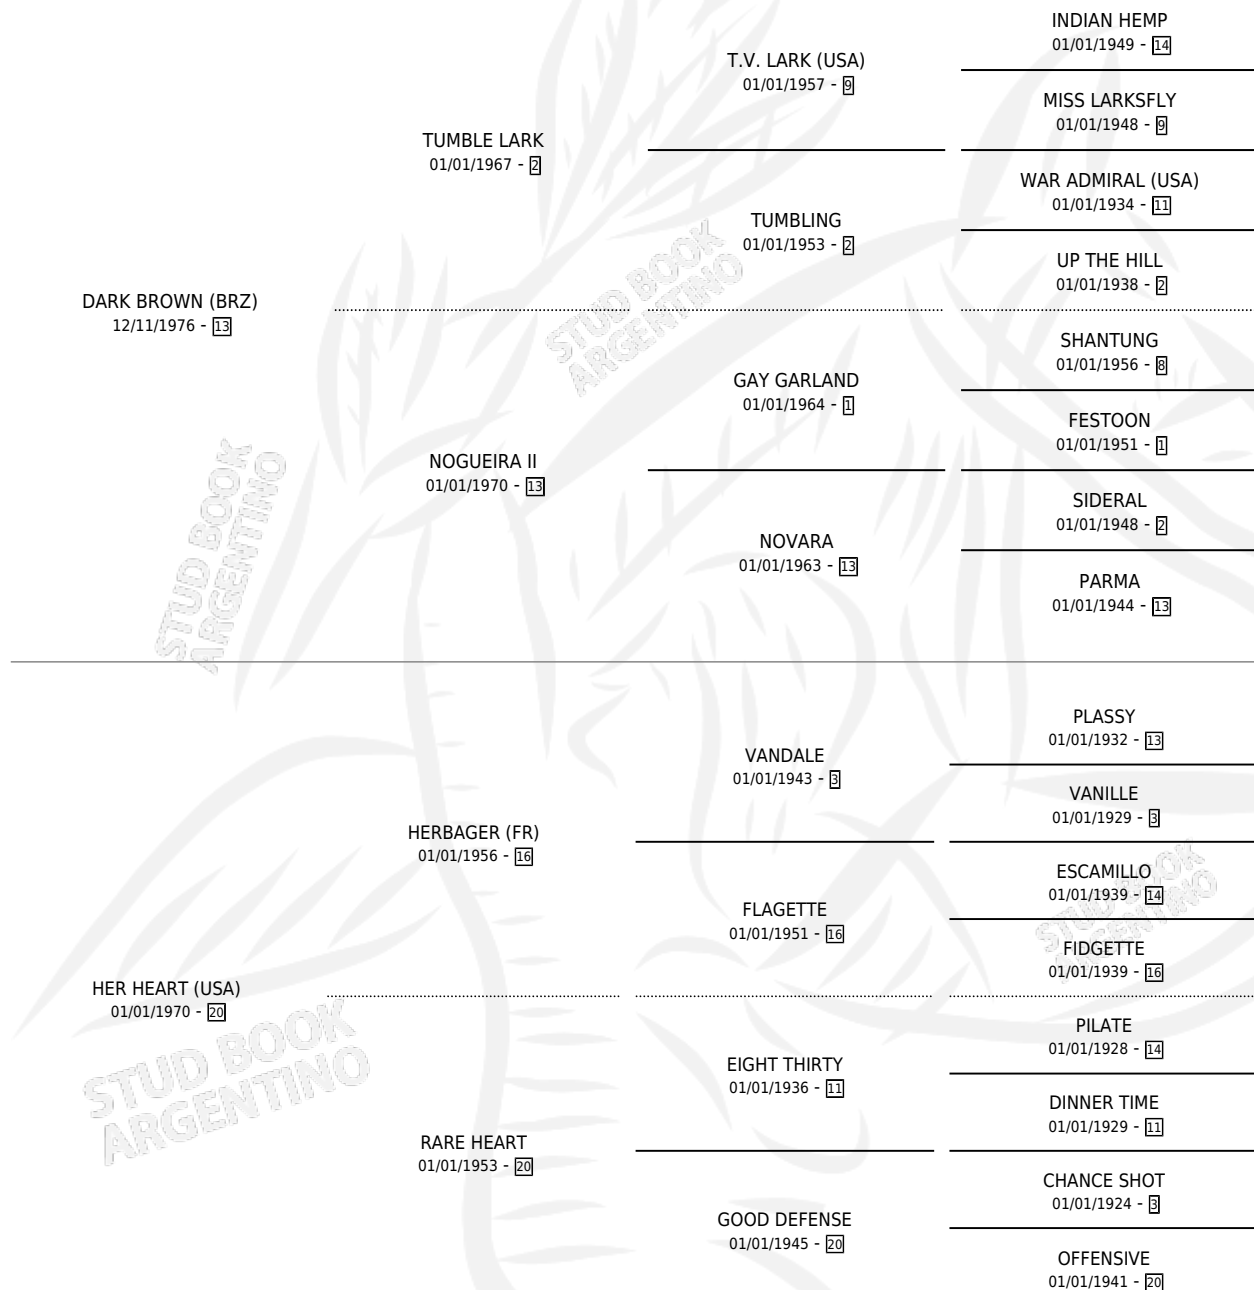 INDIAN HEMP
01/01/1949 - 14
T.V. LARK (USA)
01/01/1957 - 9
MISS LARKSFLY
01/01/1948 - 9
TUMBLE LARK
01/01/1967 - 2
WAR ADMIRAL (USA)
01/01/1934 - 11
TUMBLING
01/01/1953 - 2
UP THE HILL
01/01/1938 - 2
DARK BROWN (BRZ)
12/11/1976 - 13
SHANTUNG
01/01/1956 - 8
GAY GARLAND
01/01/1964 - 1
FESTOON
01/01/1951 - 1
NOGUEIRA II
01/01/1970 - 13
SIDERAL
01/01/1948 - 2
NOVARA
01/01/1963 - 13
PARMA
01/01/1944 - 13
STUD BOOK
ARGENTINO
STUD BOOK
ARGENTINO
PLASSY
01/01/1932 - 13
VANDALE
01/01/1943 - 3
VANILLE
01/01/1929 - 3
HERBAGER (FR)
01/01/1956 - 16
ESCAMILLO
01/01/1939 - 14
FLAGETTE
01/01/1951 - 16
FIDGETTE
01/01/1939 - 16
STUD BOOK
ARGENTINO
HER HEART (USA)
01/01/1970 - 20
PILATE
01/01/1928 - 14
EIGHT THIRTY
01/01/1936 - 11
DINNER TIME
01/01/1929 - 11
RARE HEART
01/01/1953 - 20
CHANCE SHOT
01/01/1924 - 3
GOOD DEFENSE
01/01/1945 - 20
OFFENSIVE
01/01/1941 - 20
STUD BOOK
ARGENTINO